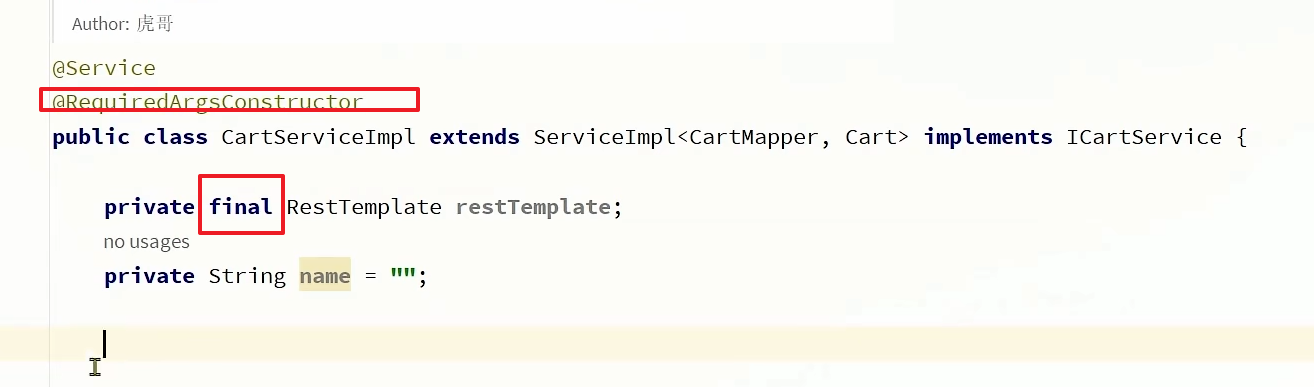 Author: 虎哥
@Service
@RequiredArgsConstructor
public class CartServiceImpl extends ServiceImpl<CartMapper, Cart> implements ICartService {
private final RestTemplate restTemplate;
no usages
private String name = "";